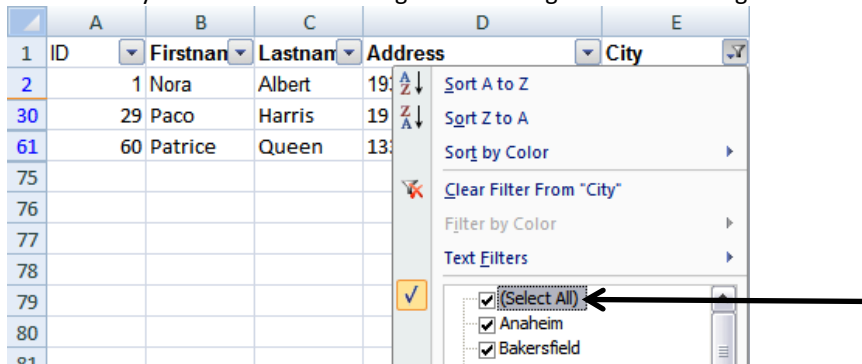 A B C D E
1 ID Firstnan Lastnam Address City
2 1 Nora Albert 19 Sort A to Z
30 29 Paco Harris 19 Sort Z to A
61 60 Patrice Queen 13 Sort by Color
75
76 Clear Filter From "City"
77 Filter by Color
78 Text Filters
79 (Select All)
80 Anaheim
81 Bakersfield